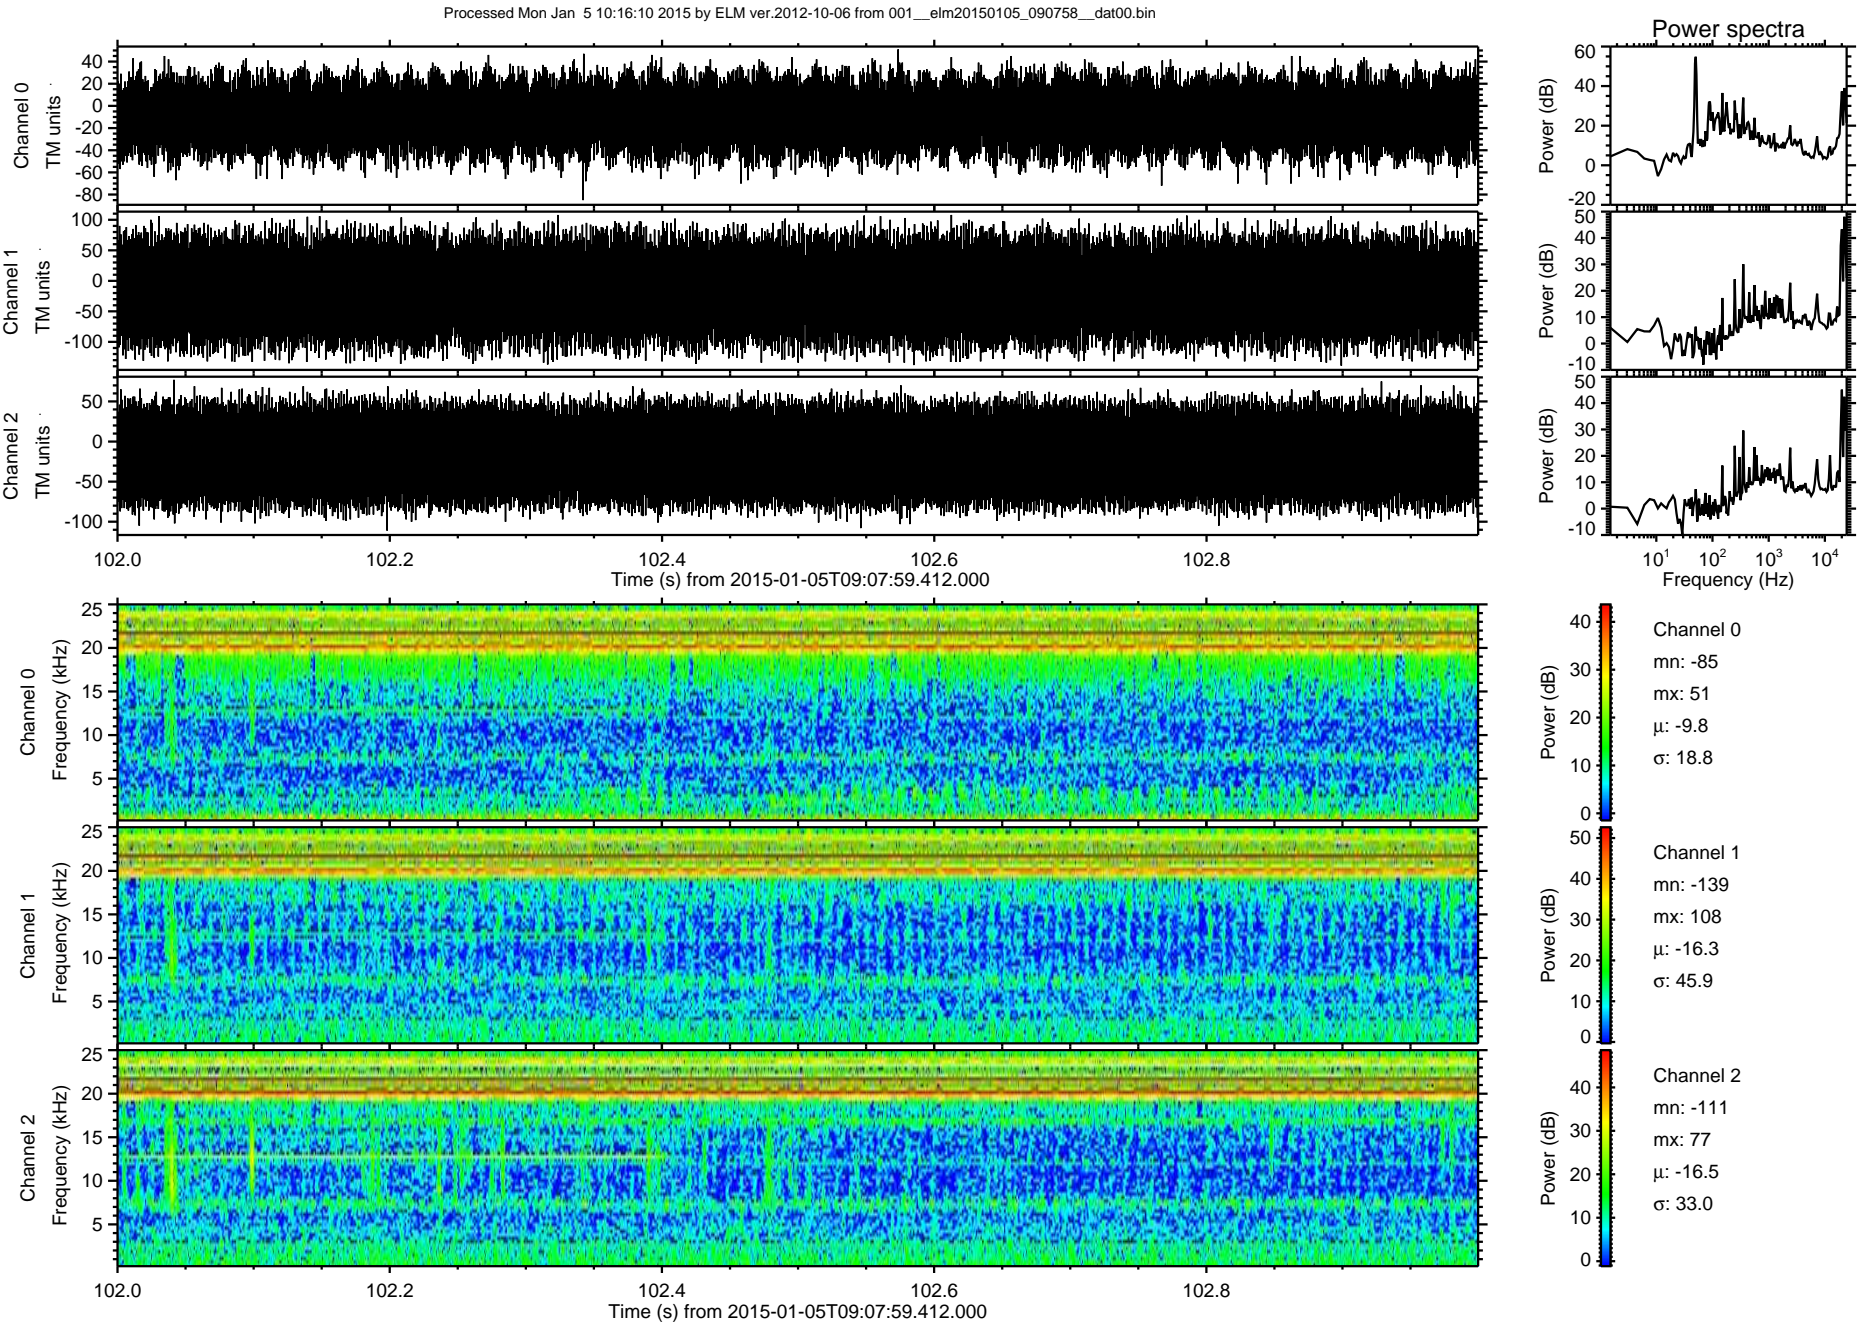 Processed Mon Jan  5 10:16:10 2015 by ELM ver.2012-10-06 from 001__elm20150105_090758__dat00.bin
Power spectra
Channel 0
TM units
40
20
0
-20
-40
-60
-80
Power (dB)
60
40
20
0
-20
Channel 1
TM units
100
50
0
-50
-100
Power (dB)
50
40
30
20
10
0
-10
Channel 2
TM units
50
0
-50
-100
Power (dB)
50
40
30
20
10
0
-10
102.0 102.2 102.4 102.6 102.8
Time (s) from 2015-01-05T09:07:59.412.000
10^1 10^2 10^3 10^4
Frequency (Hz)
Channel 0
Frequency (kHz)
25
20
15
10
5
Power (dB)
40
30
20
10
0
Channel 0
mn: -85
mx: 51
μ: -9.8
σ: 18.8
Channel 1
Frequency (kHz)
25
20
15
10
5
Power (dB)
50
40
30
20
10
0
Channel 1
mn: -139
mx: 108
μ: -16.3
σ: 45.9
Channel 2
Frequency (kHz)
25
20
15
10
5
Power (dB)
40
30
20
10
0
Channel 2
mn: -111
mx: 77
μ: -16.5
σ: 33.0
102.0 102.2 102.4 102.6 102.8
Time (s) from 2015-01-05T09:07:59.412.000